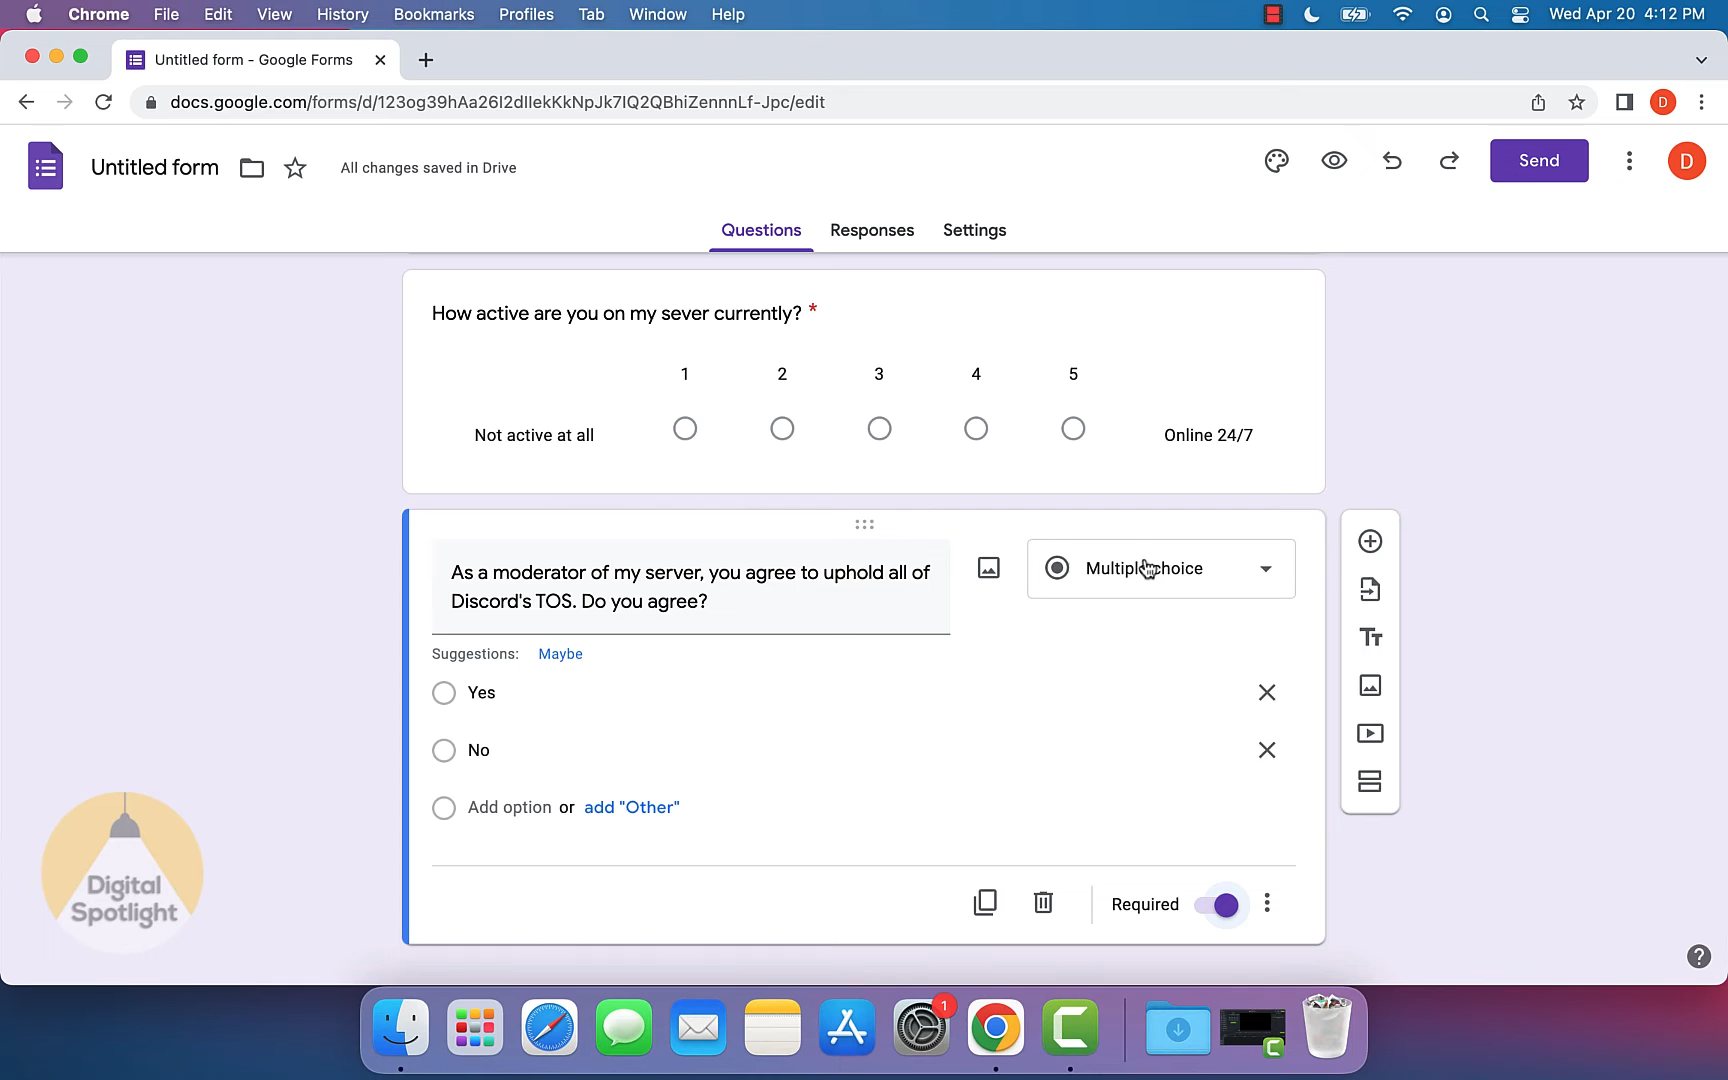 Chrome File Edit View History Bookmarks Profiles Tab Window Help Wed Apr 20 4:12 PM
Untitled form - Google Forms
docs.google.com/forms/d/123og39hAa26I2dIlekKkNpJk7IQ2QBhiZennnLf-Jpc/edit
D
Untitled form
All changes saved in Drive
Send
D
Questions Responses Settings
How active are you on my sever currently? *
1 2 3 4 5
Not active at all Online 24/7
As a moderator of my server, you agree to uphold all of
Discord's TOS. Do you agree?
Multiple choice
Suggestions: Maybe
Yes
No
Add option or add "Other"
Required
Digital
Spotlight
1